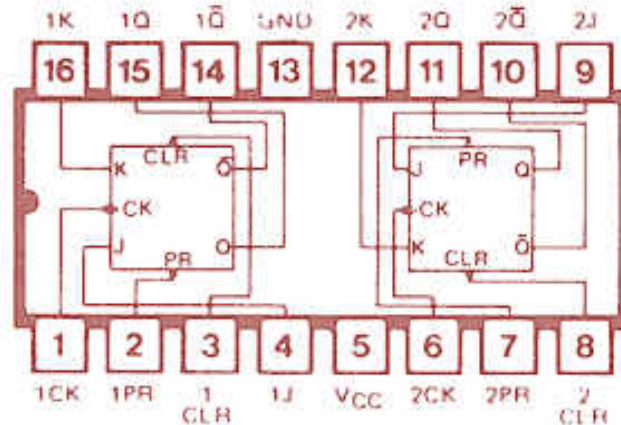 1K 1Q 1Q̅ GND 2K 2Q 2Q̅ 2J
16 15 14 13 12 11 10 9
K CLR Q̅ J PR Q
CK CK
J PR Q K CLR Q̅
1 2 3 4 5 6 7 8
1CK 1PR 1 1J VCC 2CK 2PR 2
CLR CLR